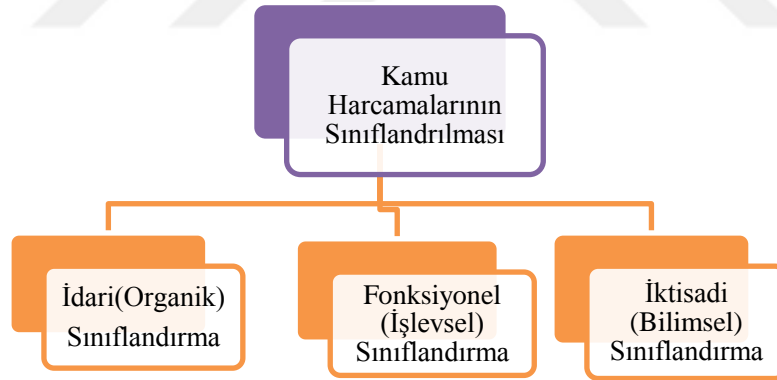 Kamu
Harcamalarının
Sınıflandrılması
İdari(Organik)
Sınıflandırma
Fonksiyonel
(İşlevsel)
Sınıflandırma
İktisadi
(Bilimsel)
Sınıflandırma